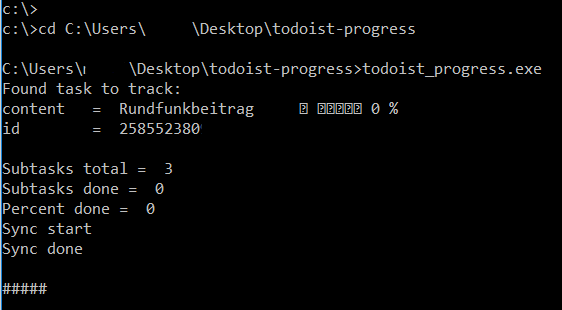 c:\>
c:\>cd C:\Users\ \Desktop\todoist-progress
C:\Users\ \Desktop\todoist-progress>todoist_progress.exe
Found task to track:
content = Rundfunkbeitrag ⍰ ⍰⍰⍰⍰⍰ 0 %
id = 258552380
Subtasks total = 3
Subtasks done = 0
Percent done = 0
Sync start
Sync done
#####